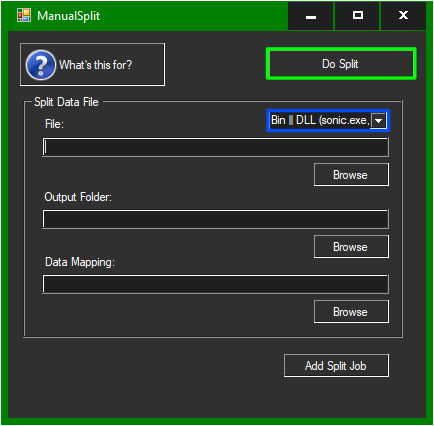 ManualSplit
What's this for?
Do Split
Split Data File
File:
Bin | DLL (sonic.exe,
Browse
Output Folder:
Browse
Data Mapping:
Browse
Add Split Job